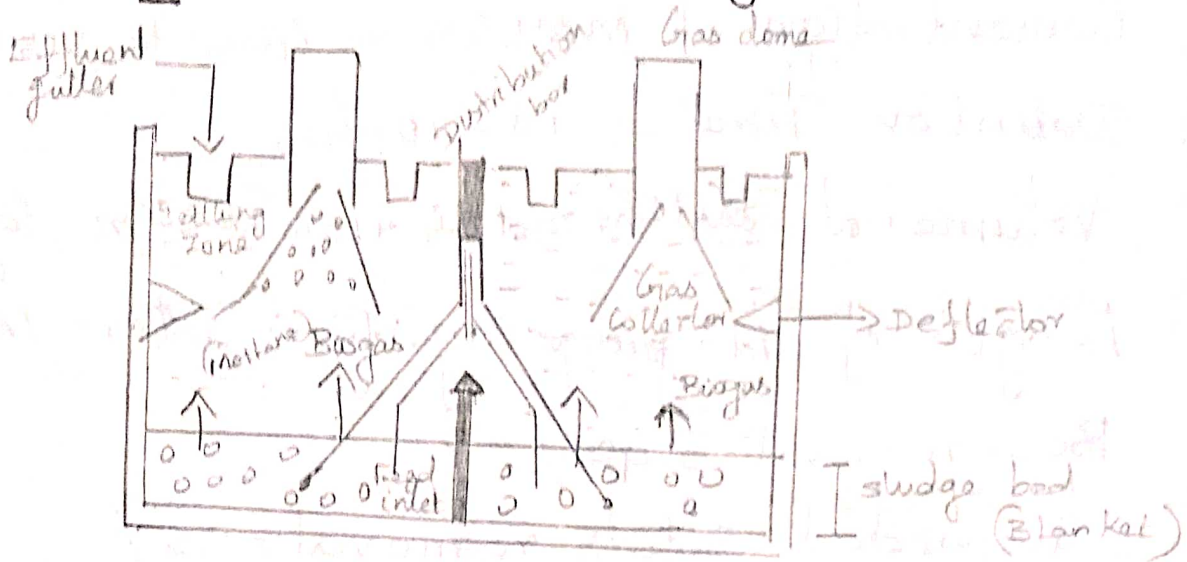 Effluent
gutter
Distribution
box
Gas dome
Settling
Zone
Gas
Collector
Deflector
(methane) Biogas
Biogas
Feed
inlet
sludge bed
(Blanket)